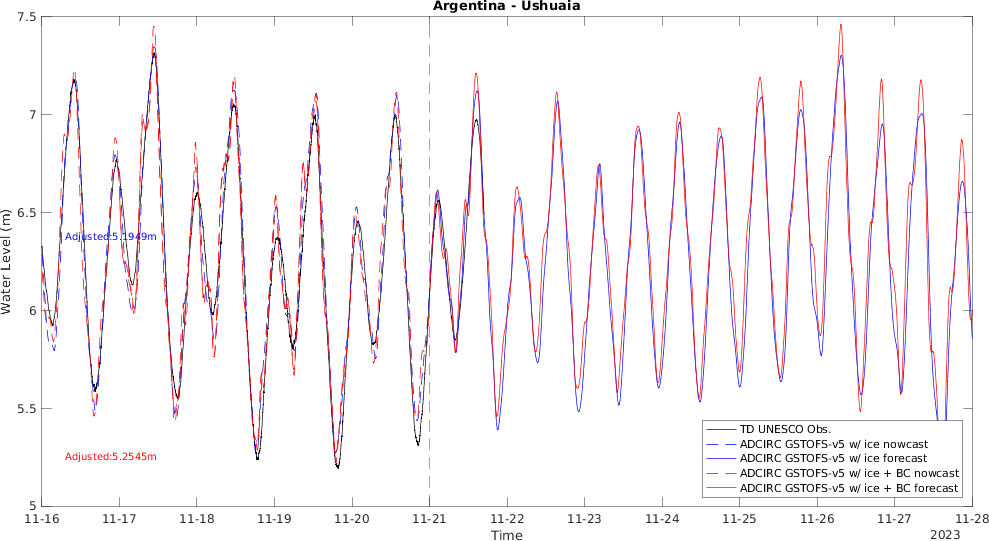 Argentina - Ushuaia
Water Level (m)
7.5
7
6.5
6
5.5
5
Adjusted:5.1949m
Adjusted:5.2545m
TD UNESCO Obs.
ADCIRC GSTOFS-v5 w/ ice nowcast
ADCIRC GSTOFS-v5 w/ ice forecast
ADCIRC GSTOFS-v5 w/ ice + BC nowcast
ADCIRC GSTOFS-v5 w/ ice + BC forecast
11-16 11-17 11-18 11-19 11-20 11-21 11-22 11-23 11-24 11-25 11-26 11-27 11-28
Time
2023